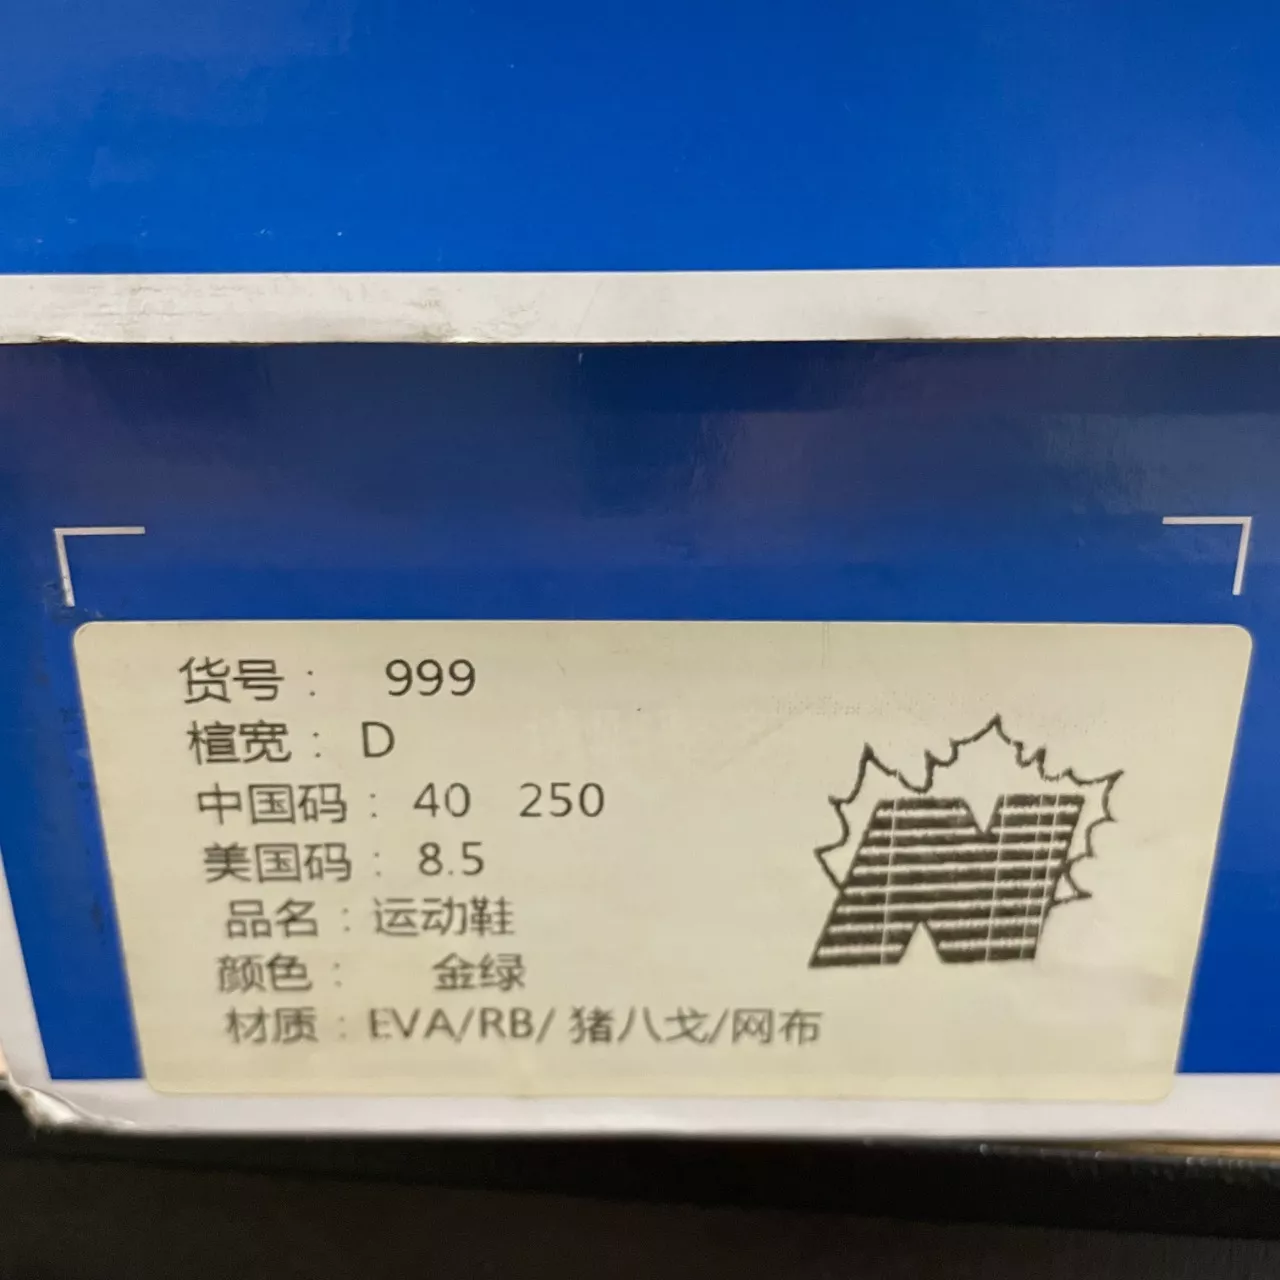 货号： 999
楦宽： D
中国码： 40 250
美国码： 8.5
品名：运动鞋
颜色： 金绿
材质：EVA/RB/ 猪八戈/网布
N